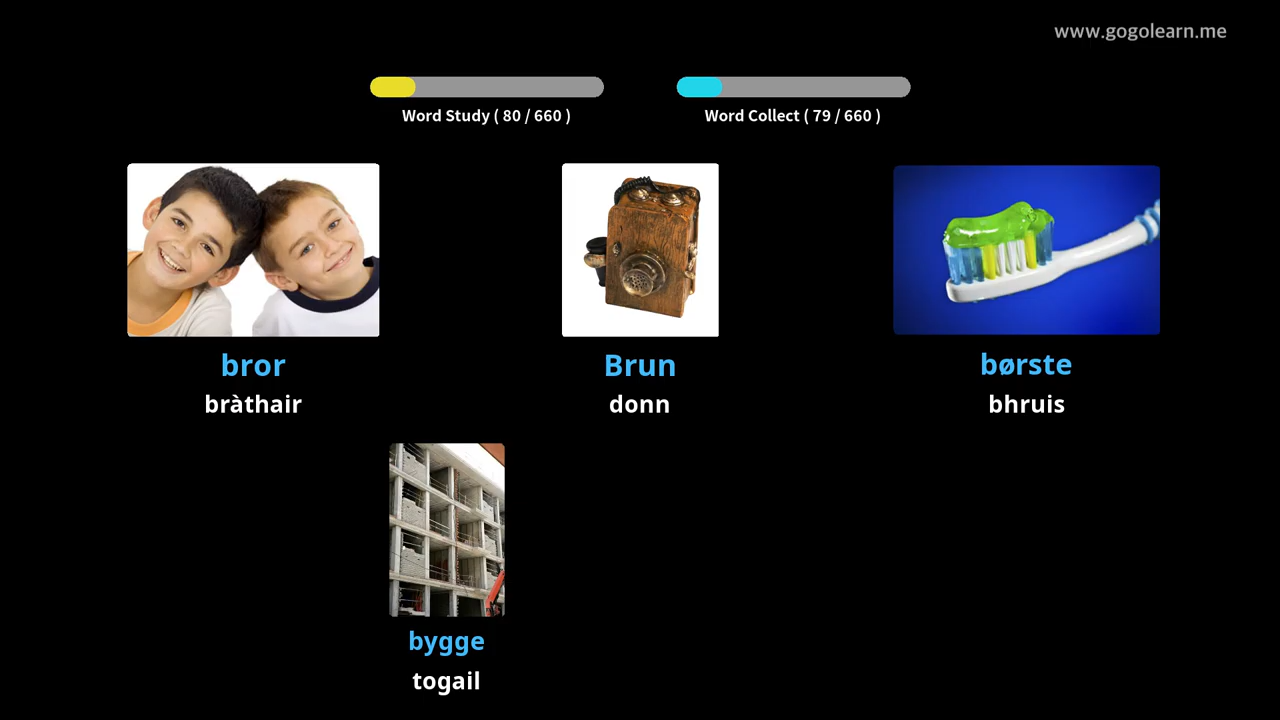 www.gogolearn.me
Word Study ( 80 / 660 )
Word Collect ( 79 / 660 )
bror
bràthair
Brun
donn
børste
bhruis
bygge
togail